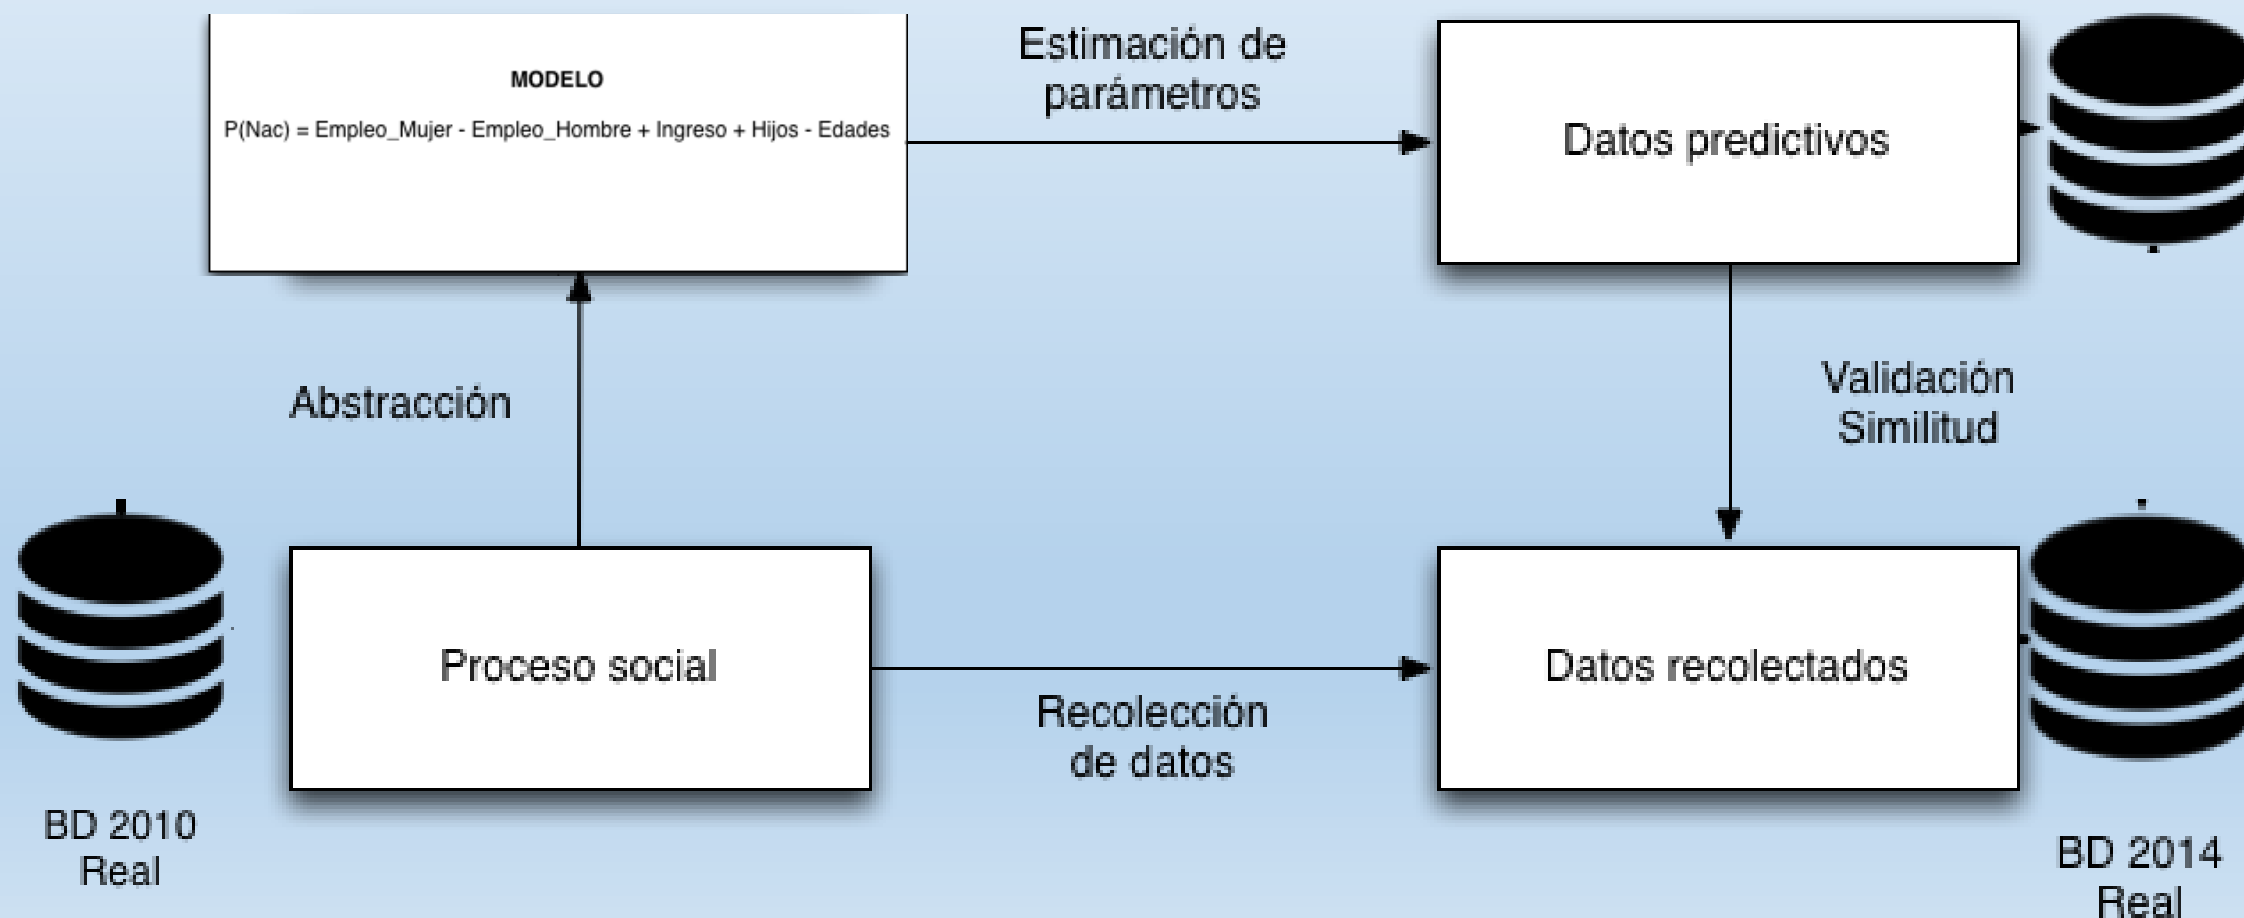 MODELO
P(Nac) = Empleo_Mujer - Empleo_Hombre + Ingreso + Hijos - Edades
Estimación de
parámetros
Datos predictivos
Abstracción
Validación
Similitud
Proceso social
Recolección
de datos
Datos recolectados
BD 2010
Real
BD 2014
Real